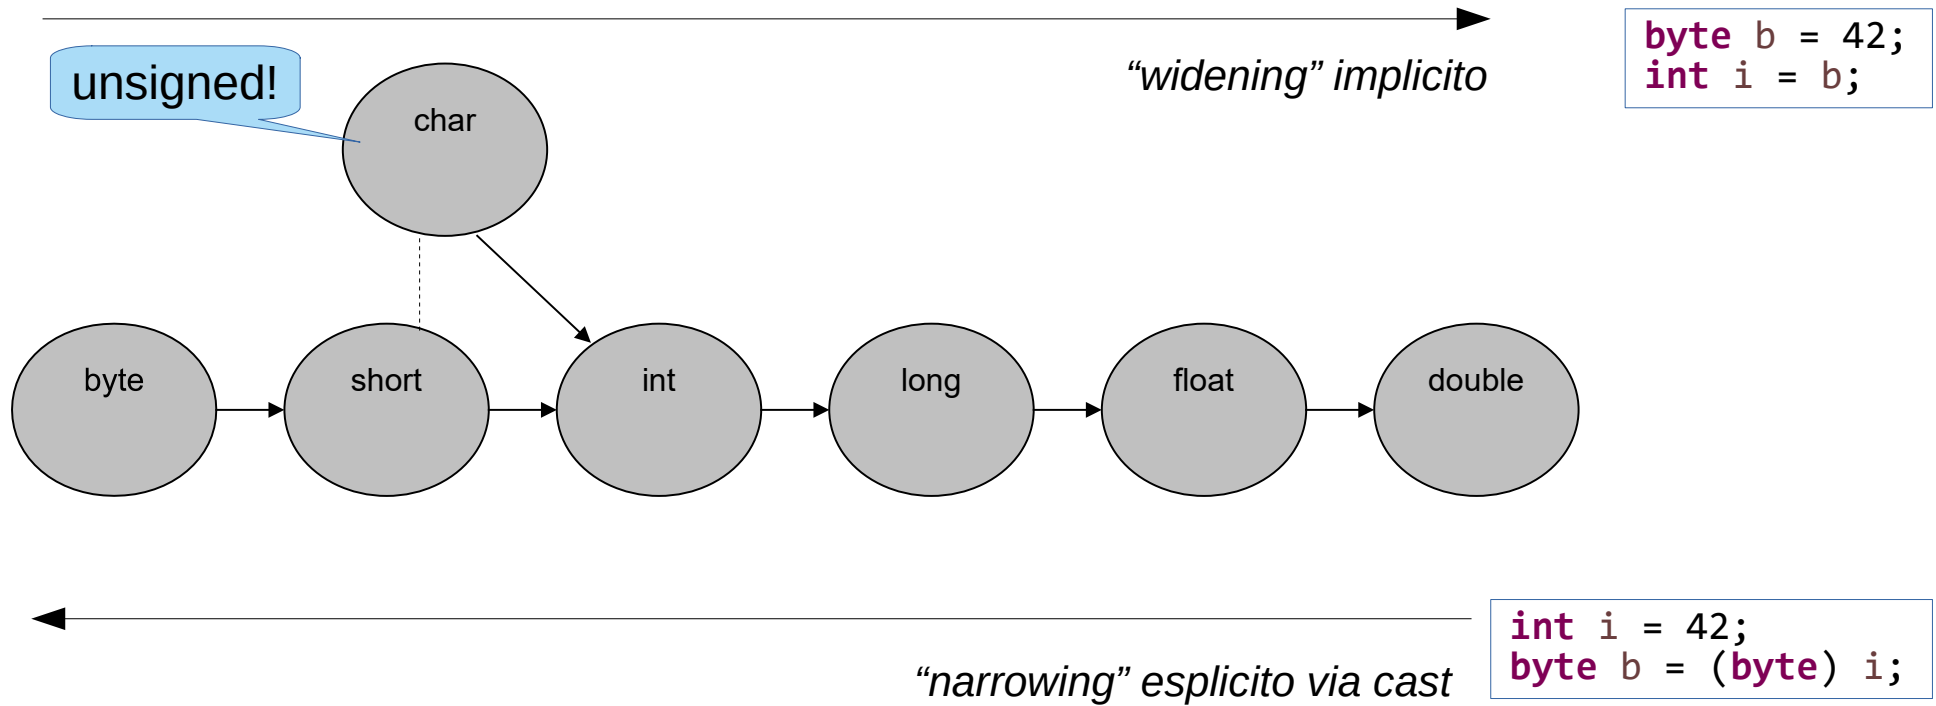 “widening” implicito
byte b = 42;
int i = b;
unsigned!
char
byte
short
int
long
float
double
“narrowing” esplicito via cast
int i = 42;
byte b = (byte) i;